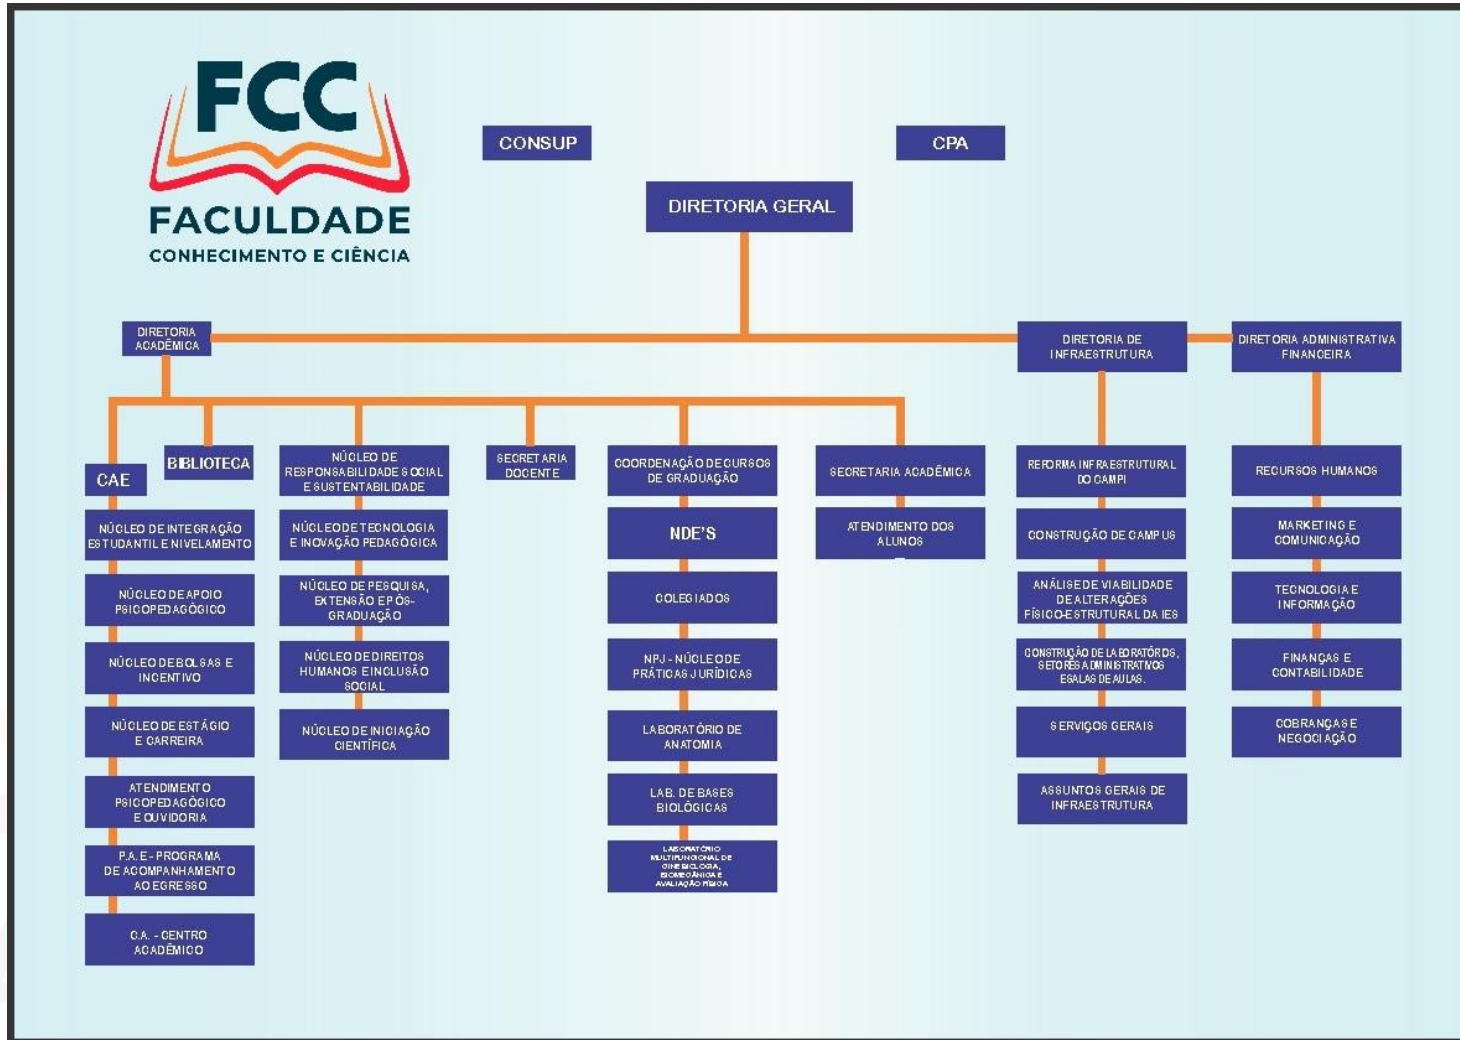 FCC
FACULDADE
CONHECIMENTO E CIÊNCIA
CONSUP
CPA
DIRETORIA GERAL
DIRETORIA
ACADÊMICA
DIRETORIA DE
INFRAESTRUTURA
DIRETORIA ADMINISTRATIVA
FINANCEIRA
CAE
NÚCLEO DE INTEGRAÇÃO
ESTUDANTIL E NIVELAMENTO
NÚCLEO DE APOIO
PSICOPEDAGÓGICO
NÚCLEO DE BOLSAS E
INCENTIVO
NÚCLEO DE ESTÁGIO
E CARREIRA
ATENDIMENTO
PSICOPEDAGÓGICO
E OUVIDORIA
P.A.E - PROGRAMA
DE ACOMPANHAMENTO
AO EGRESSO
C.A. - CENTRO
ACADÊMICO
BIBLIOTECA
NÚCLEO DE
RESPONSABILIDADE SOCIAL
E SUSTENTABILIDADE
NÚCLEO DE TECNOLOGIA
E INOVAÇÃO PEDAGÓGICA
NÚCLEO DE PESQUISA,
EXTENSÃO E PÓS-
GRADUAÇÃO
NÚCLEO DE DIREITOS
HUMANOS E INCLUSÃO
SOCIAL
NÚCLEO DE INICIAÇÃO
CIENTÍFICA
SECRETARIA
DOCENTE
COORDENAÇÃO DE CURSOS
DE GRADUAÇÃO
NDE'S
COLEGIADOS
NPJ - NÚCLEO DE
PRÁTICAS JURÍDICAS
LABORATÓRIO DE
ANATOMIA
LAB. DE BASES
BIOLÓGICAS
LABORATÓRIO
MULTIFUNCIONAL DE
CINEBIOLOGIA,
BIOMECÂNICA E
AVALIAÇÃO FÍSICA
SECRETARIA ACADÊMICA
ATENDIMENTO DOS
ALUNOS
REFORMA INFRAESTRUTURAL
DO CAMPI
CONSTRUÇÃO DE CAMPUS
ANÁLISE DE VIABILIDADE
DE ALTERAÇÕES
FÍSICO-ESTRUTURAL DA IES
CONSTRUÇÃO DE LABORATÓRIOS,
SETORES ADMINISTRATIVOS
E SALAS DE AULAS.
SERVIÇOS GERAIS
ASSUNTOS GERAIS DE
INFRAESTRUTURA
RECURSOS HUMANOS
MARKETING E
COMUNICAÇÃO
TECNOLOGIA E
INFORMAÇÃO
FINANÇAS E
CONTABILIDADE
COBRANÇAS E
NEGOCIAÇÃO